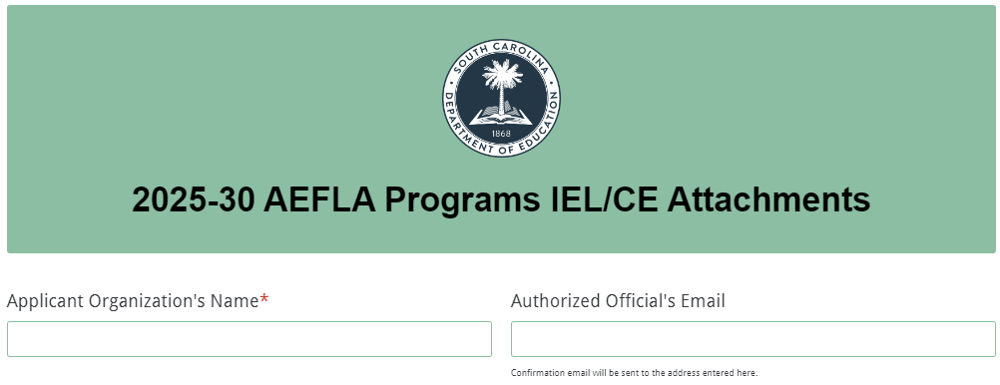 SOUTH CAROLINA
DEPARTMENT OF EDUCATION
1868
2025-30 AEFLA Programs IEL/CE Attachments
Applicant Organization's Name*
Authorized Official's Email
Confirmation email will be sent to the address entered here.